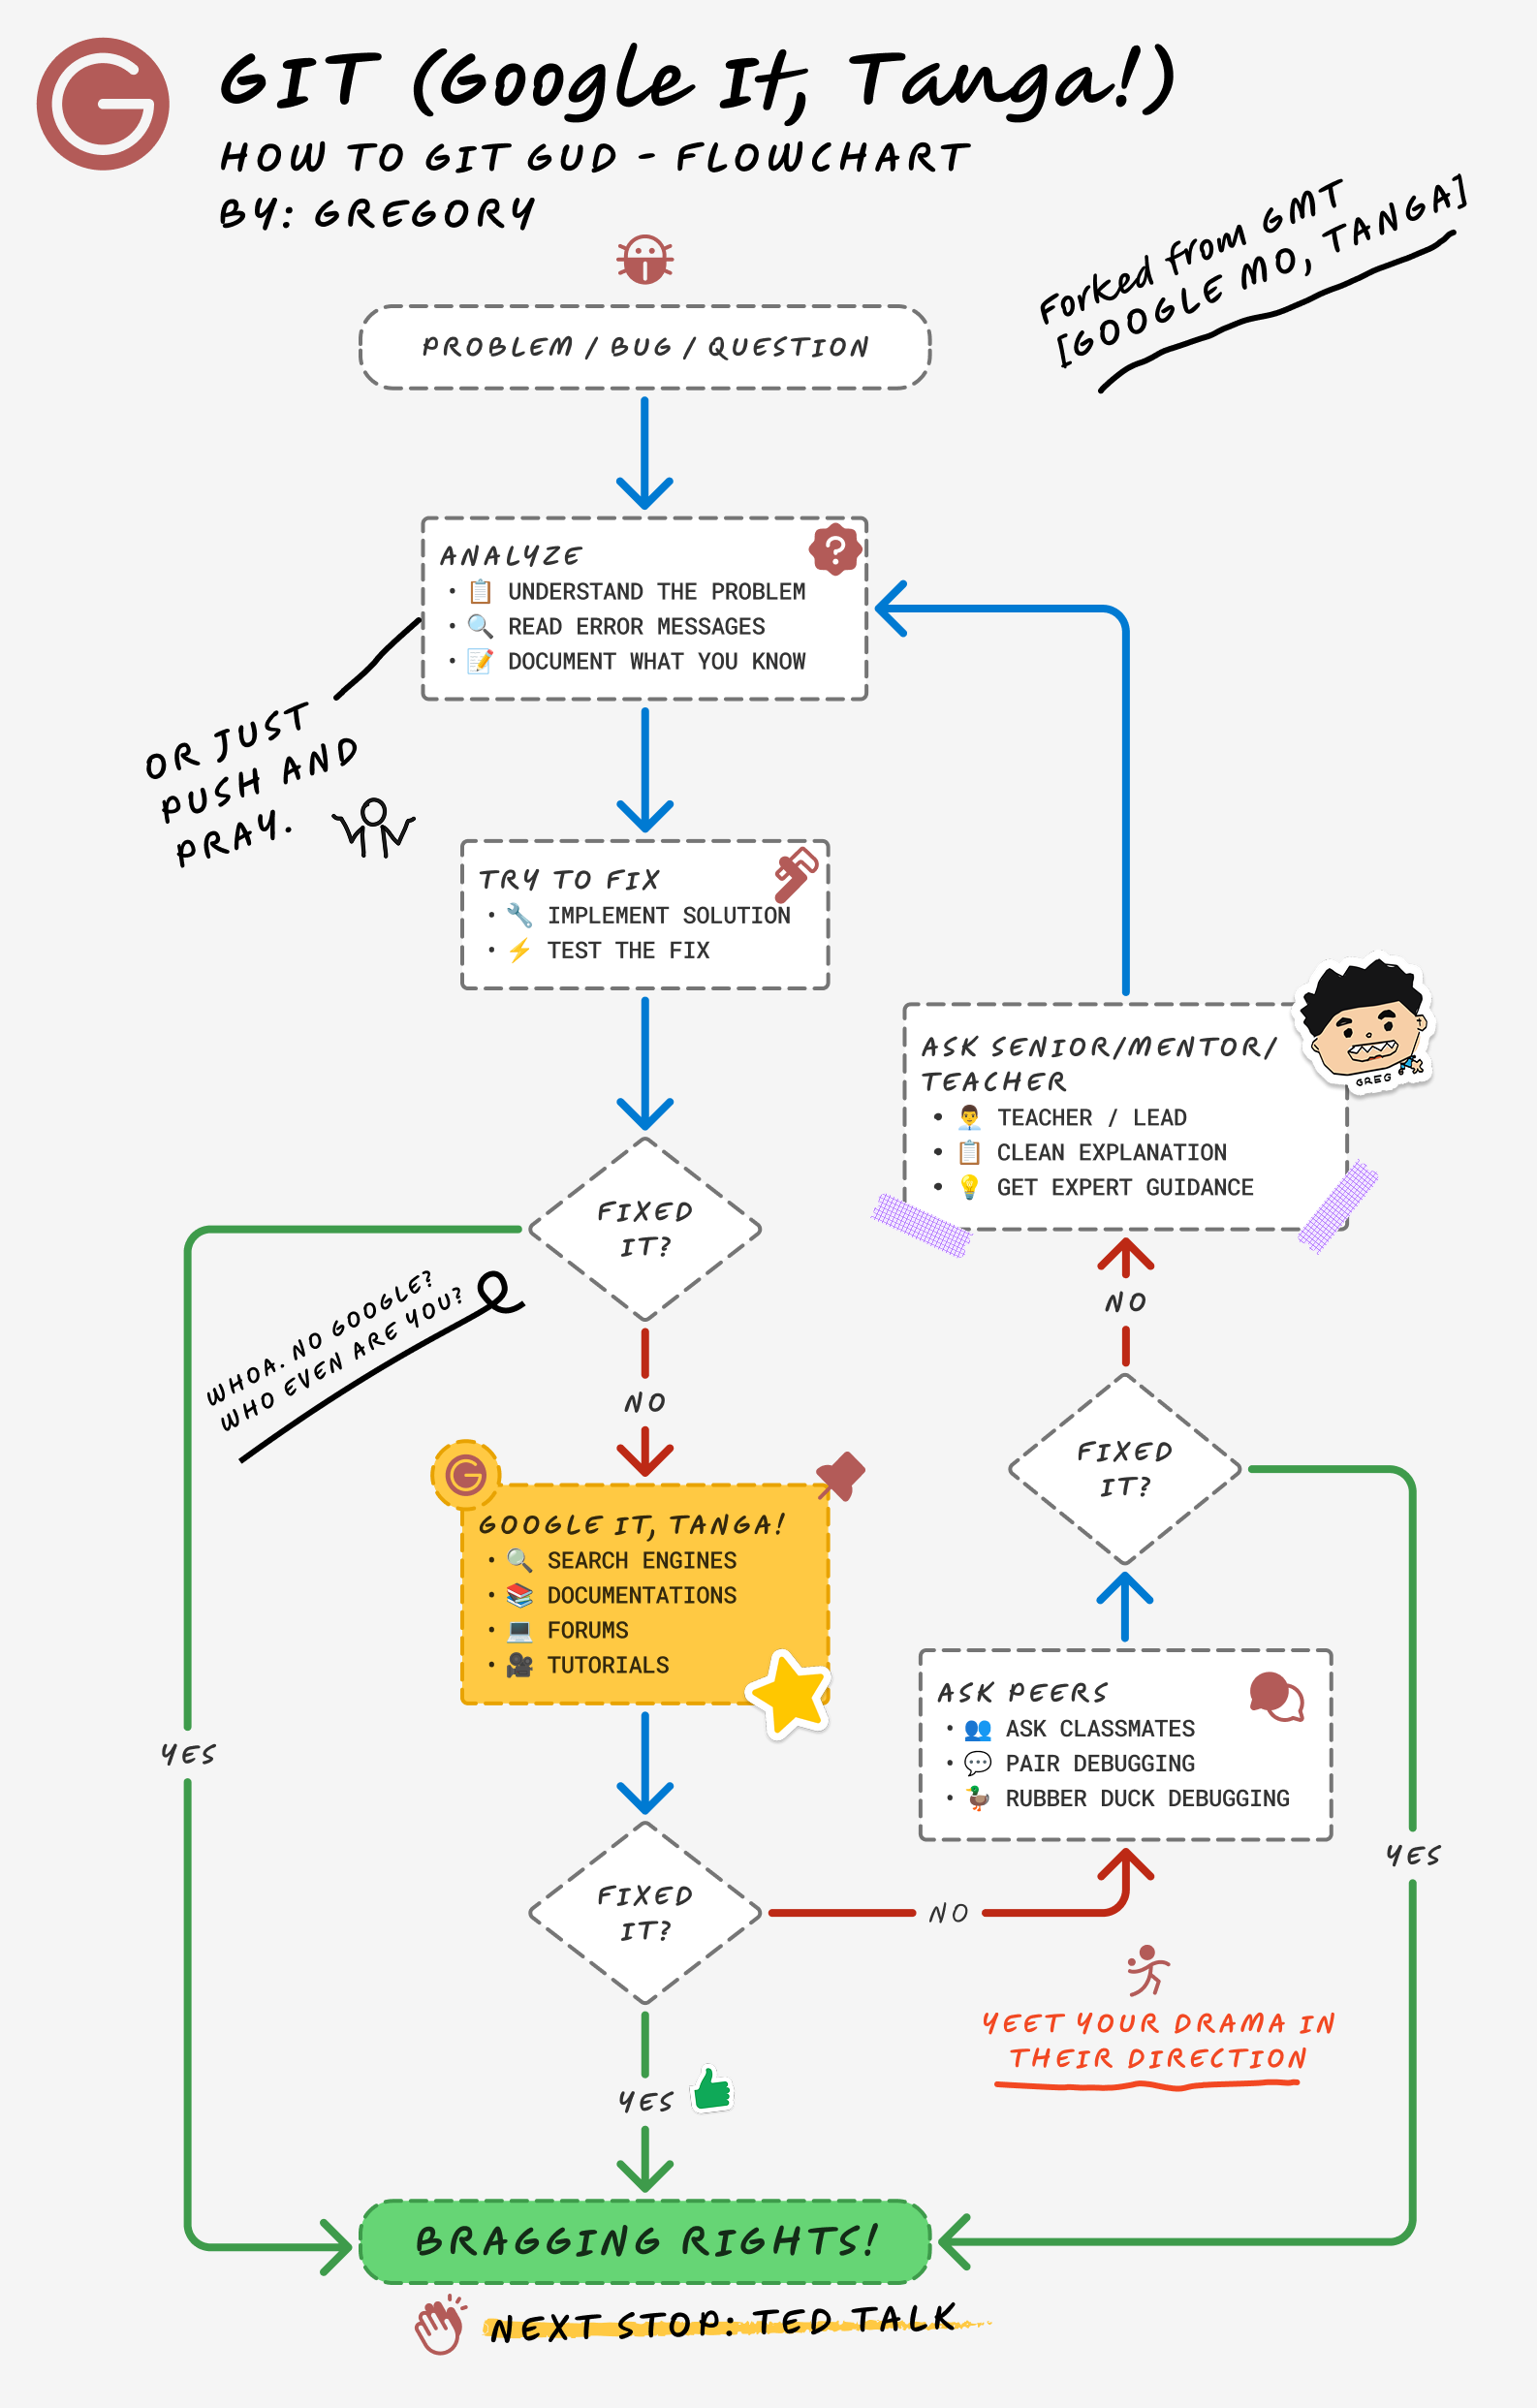 GIT (Google It, Tanga!)
HOW TO GIT GUD - FLOWCHART
BY: GREGORY
Forked from GMT
[GOOGLE MO, TANGA]
PROBLEM / BUG / QUESTION
ANALYZE
• 📋 UNDERSTAND THE PROBLEM
• 🔍 READ ERROR MESSAGES
• 📝 DOCUMENT WHAT YOU KNOW
OR JUST
PUSH AND
PRAY.
TRY TO FIX
• 🔧 IMPLEMENT SOLUTION
• ⚡ TEST THE FIX
FIXED
IT?
WHOA. NO GOOGLE?
WHO EVEN ARE YOU?
YES
NO
GOOGLE IT, TANGA!
• 🔍 SEARCH ENGINES
• 📚 DOCUMENTATIONS
• 💻 FORUMS
• 🎥 TUTORIALS
FIXED
IT?
NO
YEET YOUR DRAMA IN
THEIR DIRECTION
ASK PEERS
• 👥 ASK CLASSMATES
• 💬 PAIR DEBUGGING
• 🦆 RUBBER DUCK DEBUGGING
FIXED
IT?
NO
ASK SENIOR/MENTOR/
TEACHER
• 👨‍💼 TEACHER / LEAD
• 📋 CLEAN EXPLANATION
• 💡 GET EXPERT GUIDANCE
GREG
YES
YES
BRAGGING RIGHTS!
NEXT STOP: TED TALK